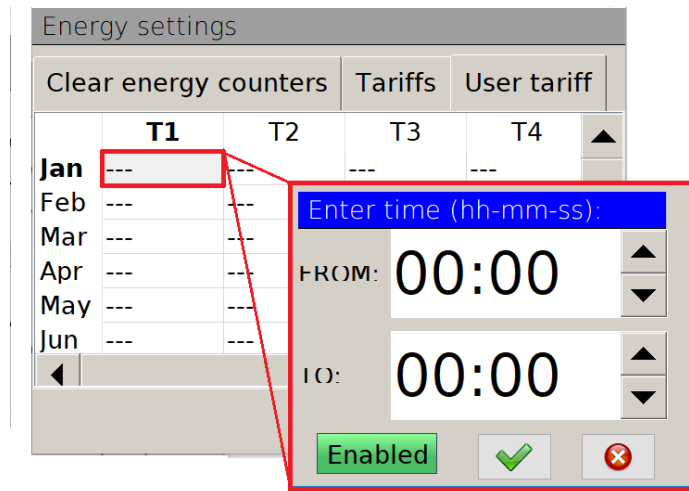 Energy settings
Clear energy counters Tariffs User tariff
T1 T2 T3 T4
Jan --- --- --- ---
Feb --- ---
Mar --- ---
Apr --- ---
May --- ---
Jun --- ---
Enter time (hh-mm-ss):
FROM: 00:00
TO: 00:00
Enabled